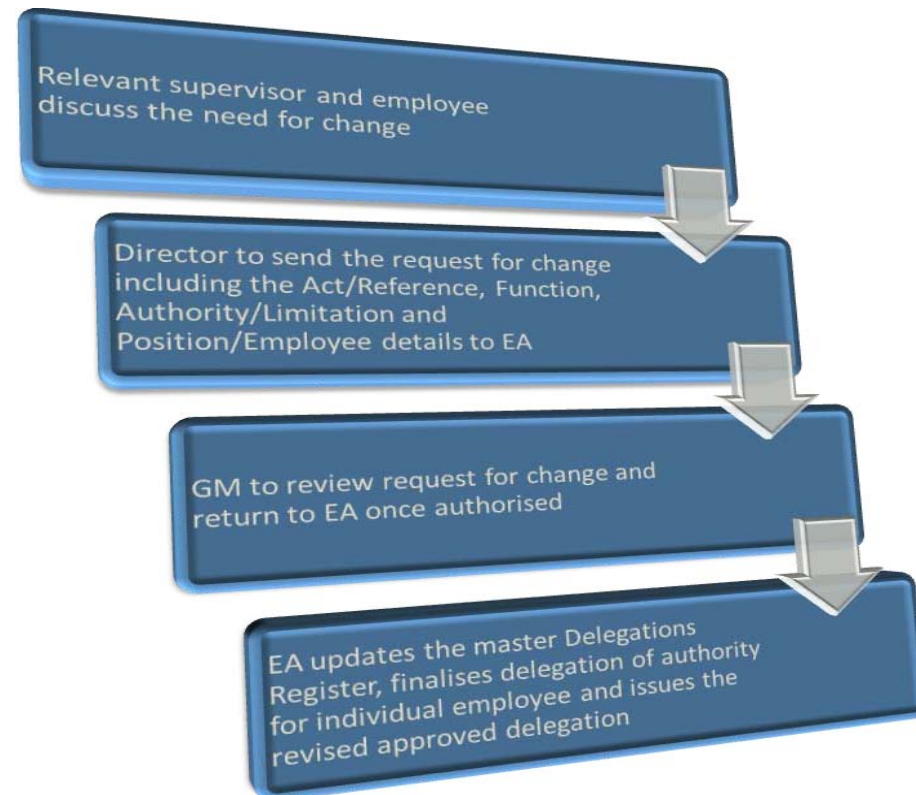 Relevant supervisor and employee
discuss the need for change
Director to send the request for change
including the Act/Reference, Function,
Authority/Limitation and
Position/Employee details to EA
GM to review request for change and
return to EA once authorised
EA updates the master Delegations
Register, finalises delegation of authority
for individual employee and issues the
revised approved delegation